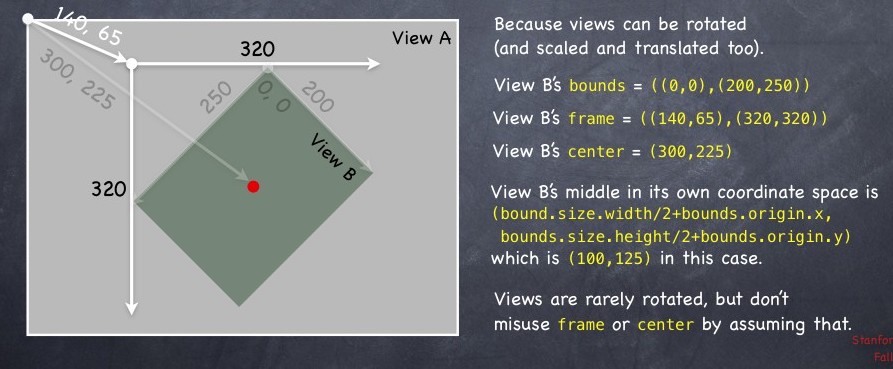 140, 65
View A
320
300, 225
250
0, 0
200
View B
320
Because views can be rotated
(and scaled and translated too).
View B's bounds = ((0,0),(200,250))
View B's frame = ((140,65),(320,320))
View B's center = (300,225)
View B's middle in its own coordinate space is
(bound.size.width/2+bounds.origin.x,
bounds.size.height/2+bounds.origin.y)
which is (100,125) in this case.
Views are rarely rotated, but don't
misuse frame or center by assuming that.
Stanfor
Fall